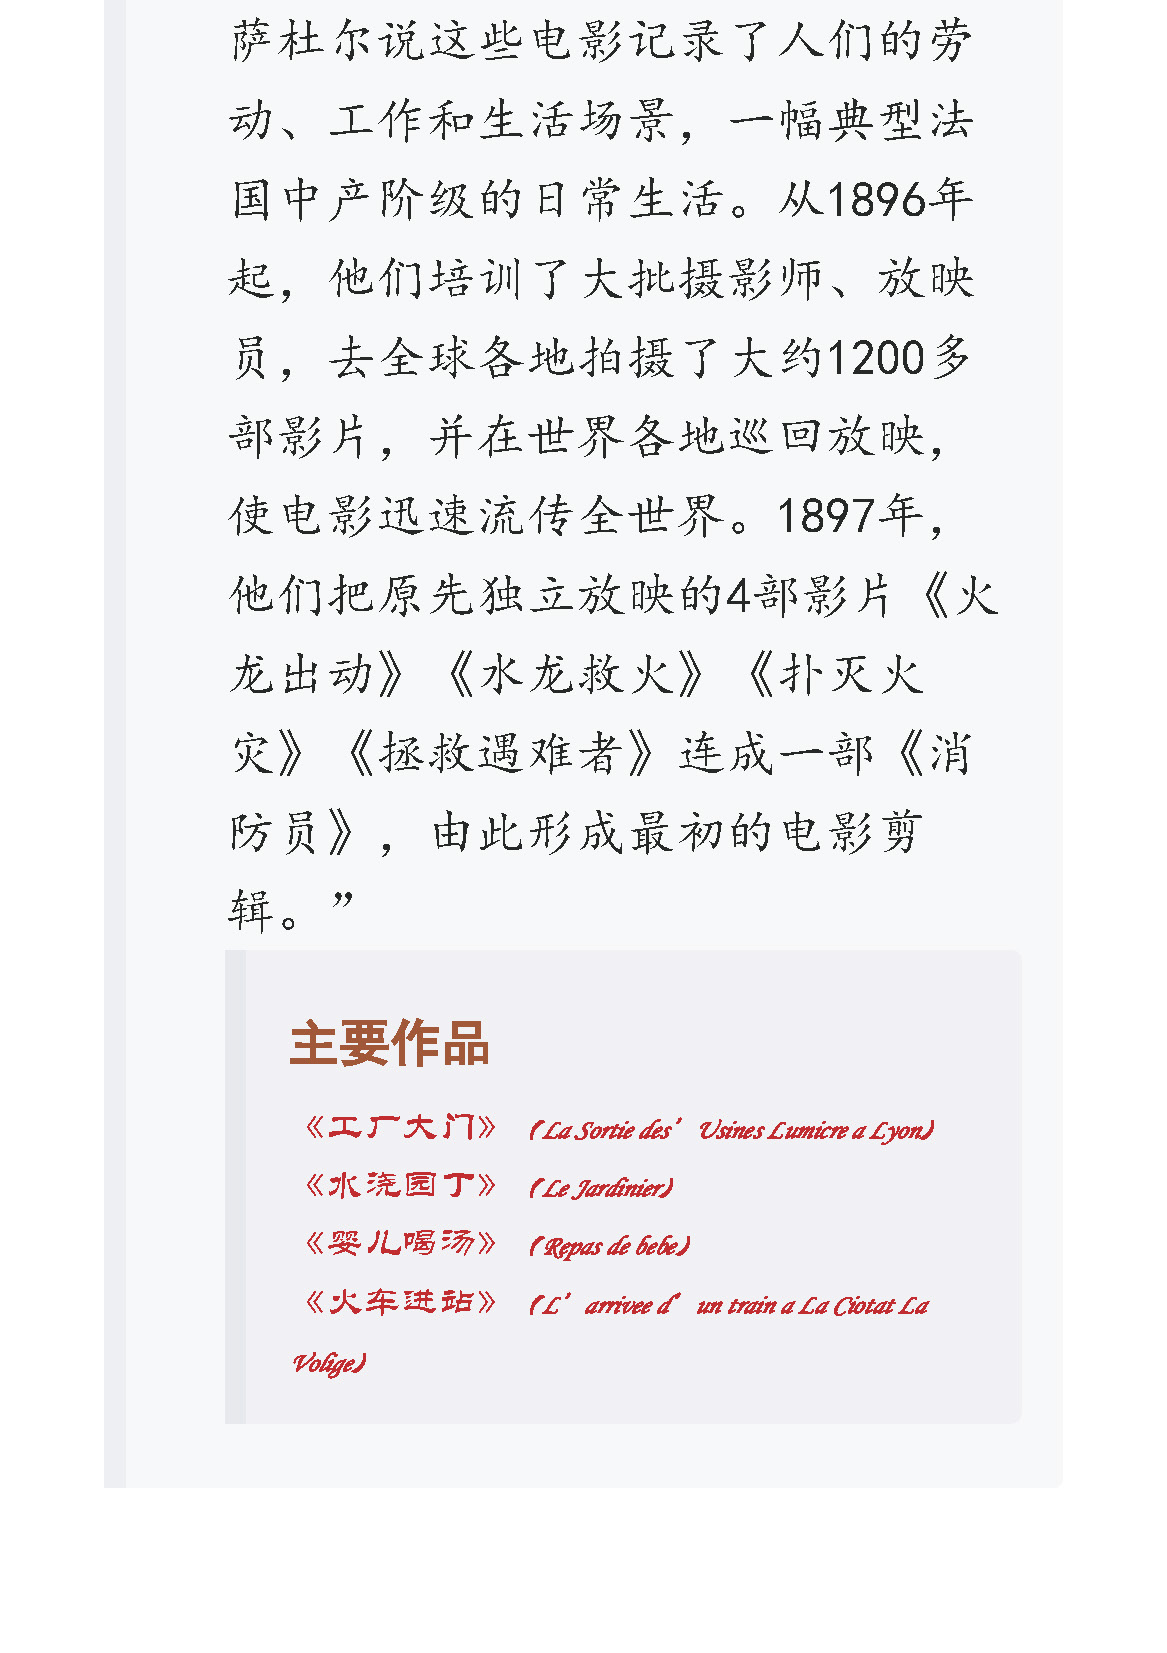 萨杜尔说这些电影记录了人们的劳
动、工作和生活场景，一幅典型法
国中产阶级的日常生活。从1896年
起，他们培训了大批摄影师、放映
员，去全球各地拍摄了大约1200多
部影片，并在世界各地巡回放映，
使电影迅速流传全世界。1897年，
他们把原先独立放映的4部影片《火
龙出动》《水龙救火》《扑灭火
灾》《拯救遇难者》连成一部《消
防员》，由此形成最初的电影剪
辑。”
主要作品
《工厂大门》（La Sortie des’Usines Lumicre a Lyon）
《水浇园丁》（Le Jardinier）
《婴儿喝汤》（Repas de bebe）
《火车进站》（L’arrivee d’un train a La Ciotat La
Volige）